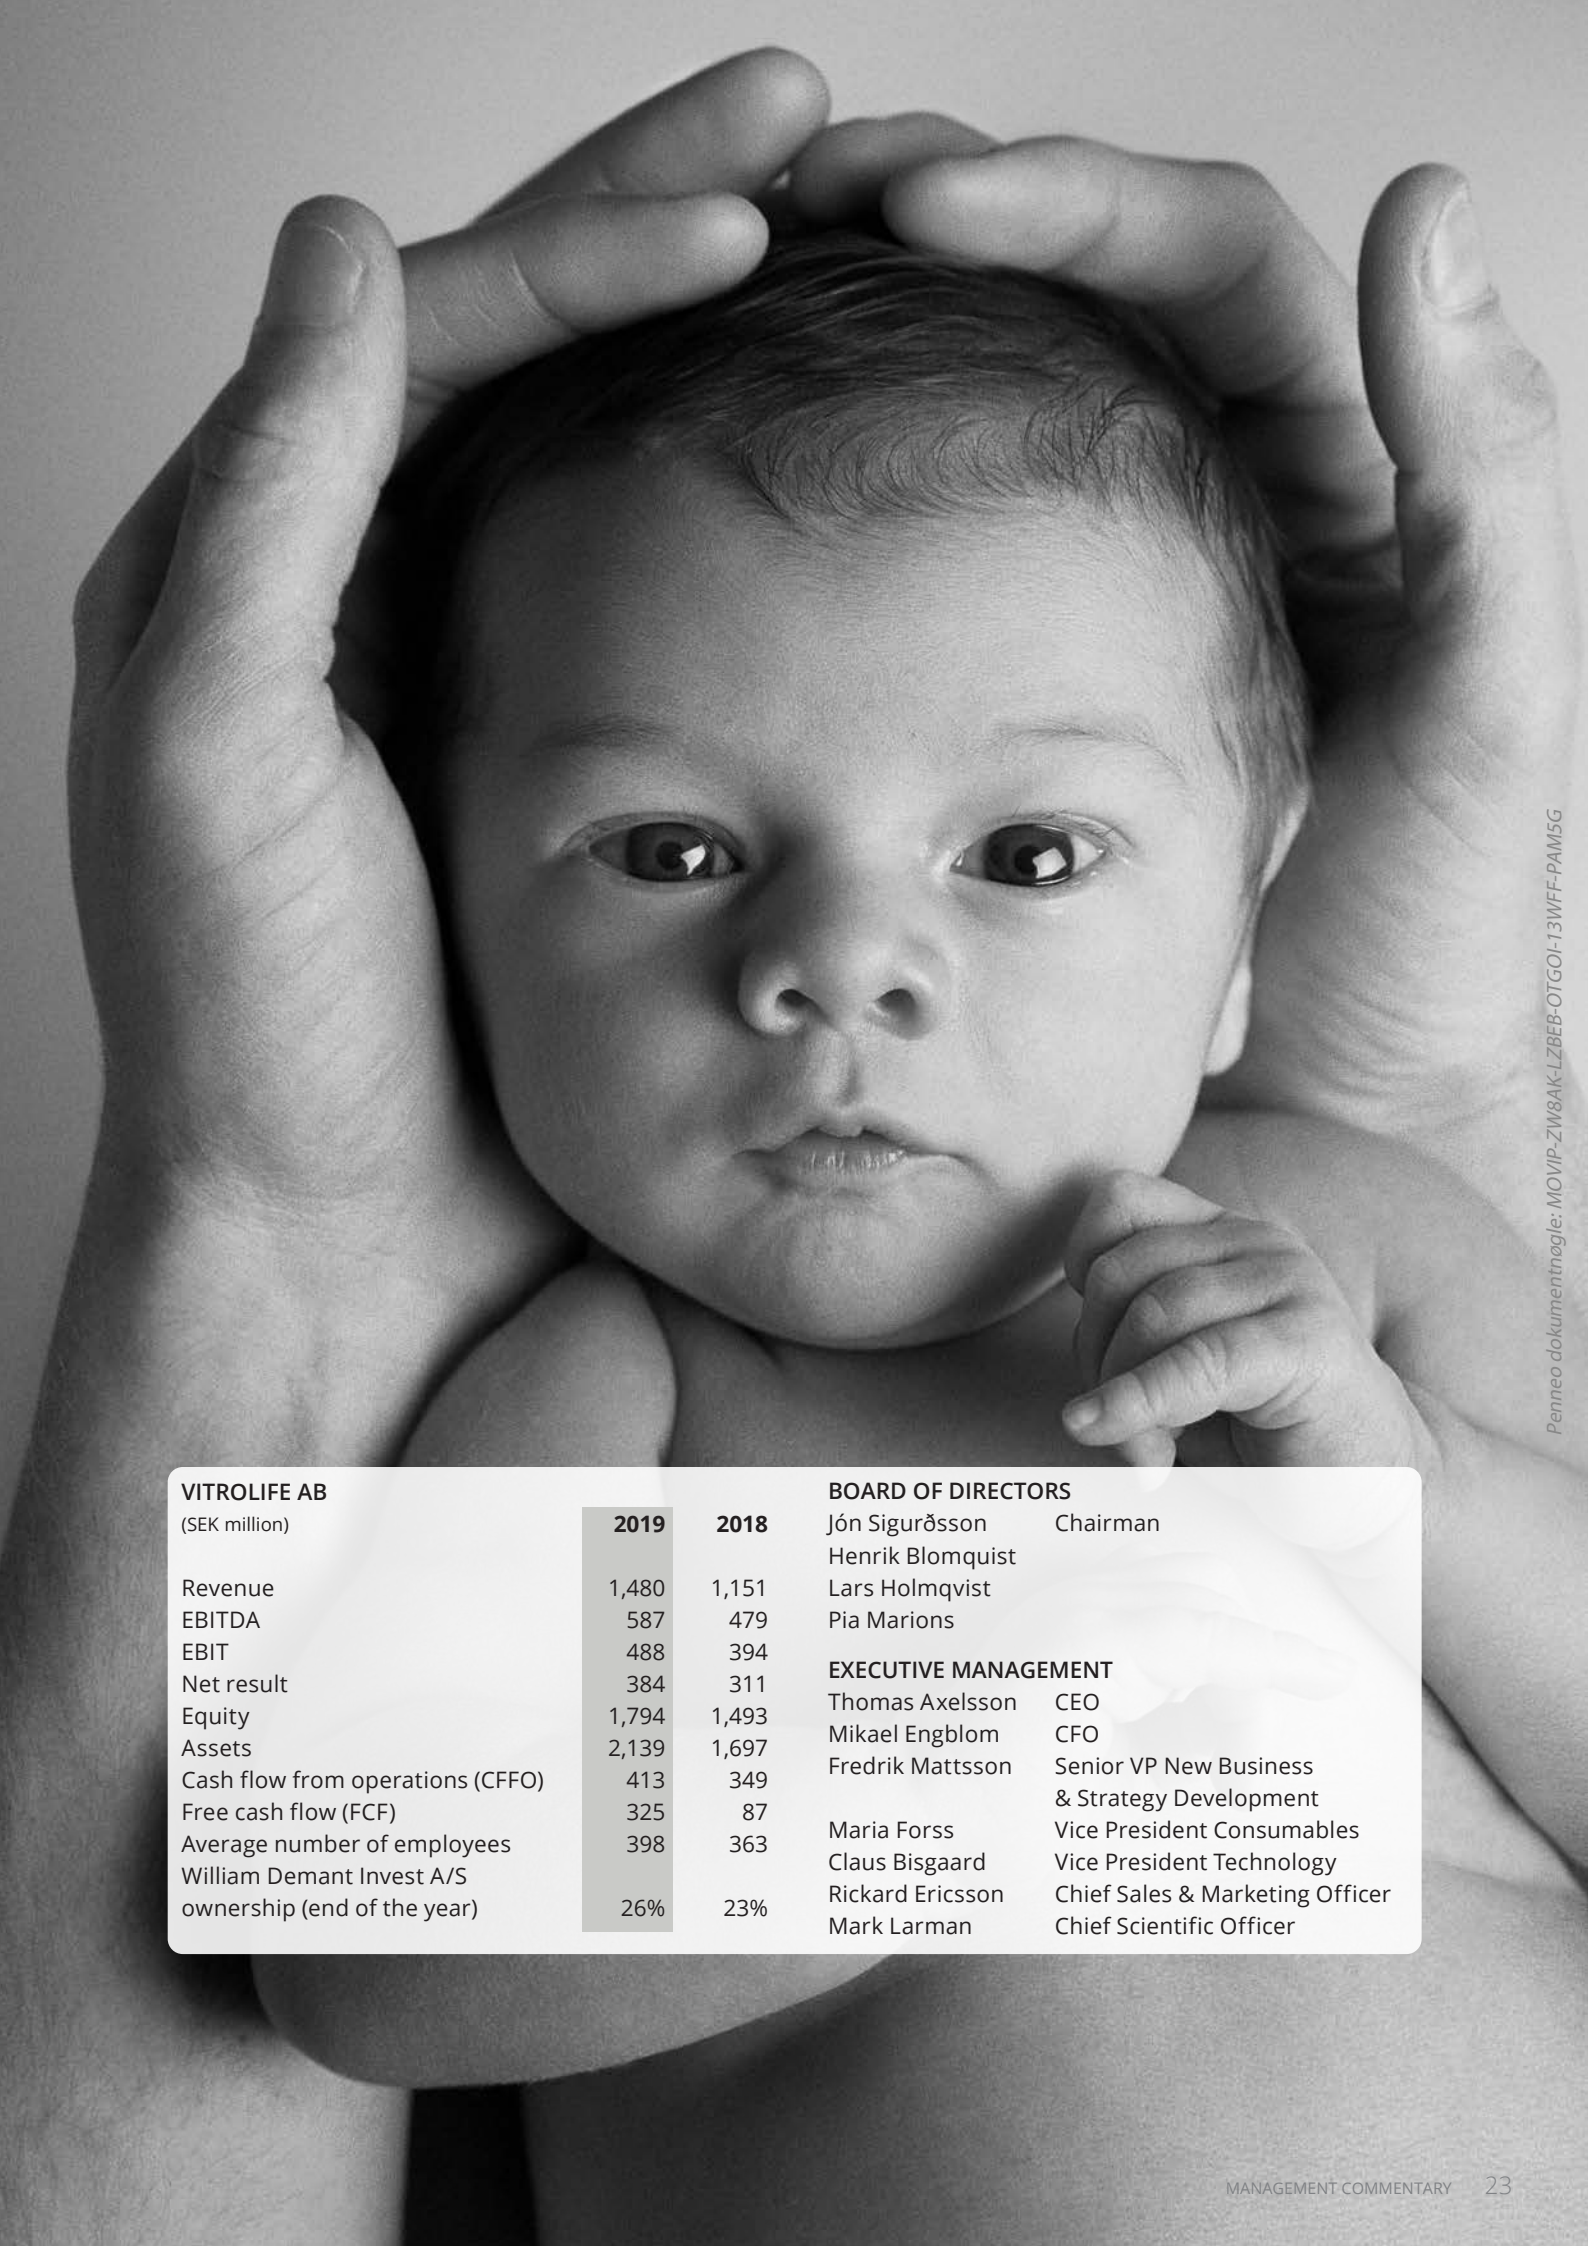 VITROLIFE AB
(SEK million) 2019 2018
Revenue 1,480 1,151
EBITDA 587 479
EBIT 488 394
Net result 384 311
Equity 1,794 1,493
Assets 2,139 1,697
Cash flow from operations (CFFO) 413 349
Free cash flow (FCF) 325 87
Average number of employees 398 363
William Demant Invest A/S
ownership (end of the year) 26% 23%
BOARD OF DIRECTORS
Jón Sigurðsson Chairman
Henrik Blomquist
Lars Holmqvist
Pia Marions
EXECUTIVE MANAGEMENT
Thomas Axelsson CEO
Mikael Engblom CFO
Fredrik Mattsson Senior VP New Business
& Strategy Development
Maria Forss Vice President Consumables
Claus Bisgaard Vice President Technology
Rickard Ericsson Chief Sales & Marketing Officer
Mark Larman Chief Scientific Officer
Penneo dokumentnøgle: MOVIP-ZW8AK-LZBEB-OTGOI-13WFF-PAM5G
MANAGEMENT COMMENTARY 23